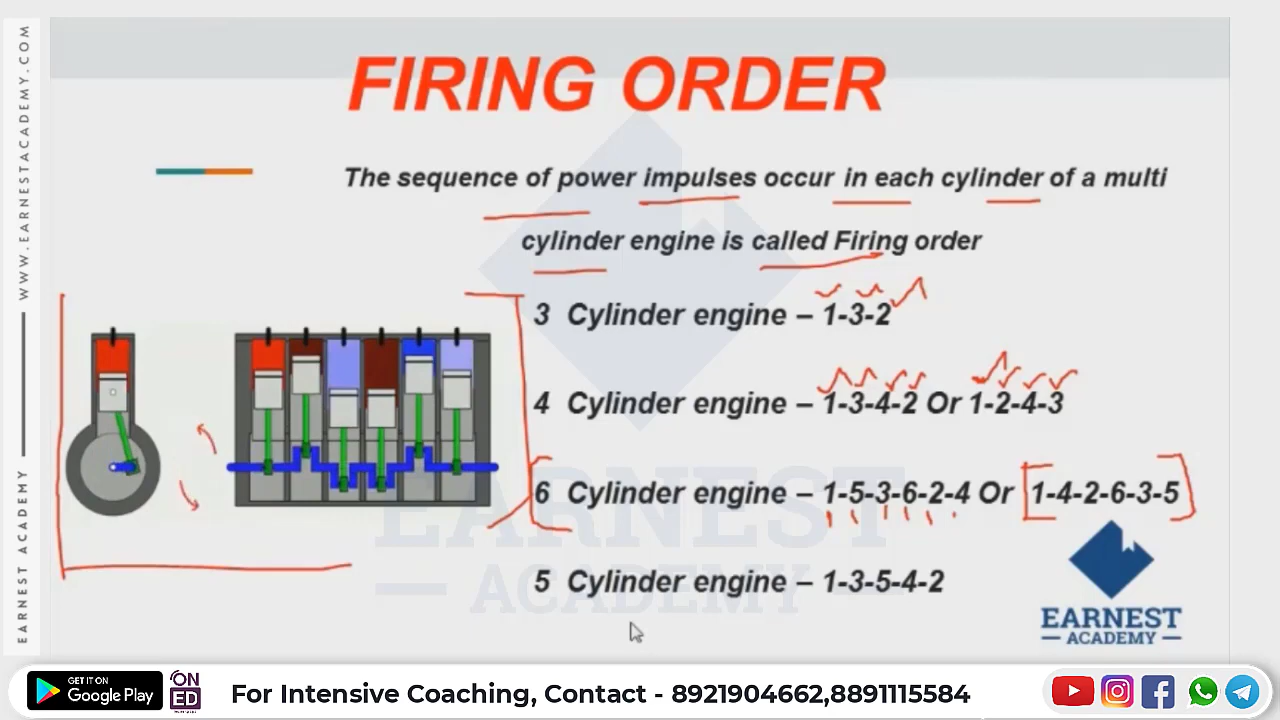 WWW.EARNESTACADEMY.COM
EARNEST ACADEMY
FIRING ORDER
The sequence of power impulses occur in each cylinder of a multi
cylinder engine is called Firing order
3 Cylinder engine – 1-3-2
4 Cylinder engine – 1-3-4-2 Or 1-2-4-3
6 Cylinder engine – 1-5-3-6-2-4 Or 1-4-2-6-3-5
5 Cylinder engine – 1-3-5-4-2
EARNEST
ACADEMY
EARNEST
ACADEMY
GET IT ON
Google Play
ON
ED
For Intensive Coaching, Contact - 8921904662,8891115584